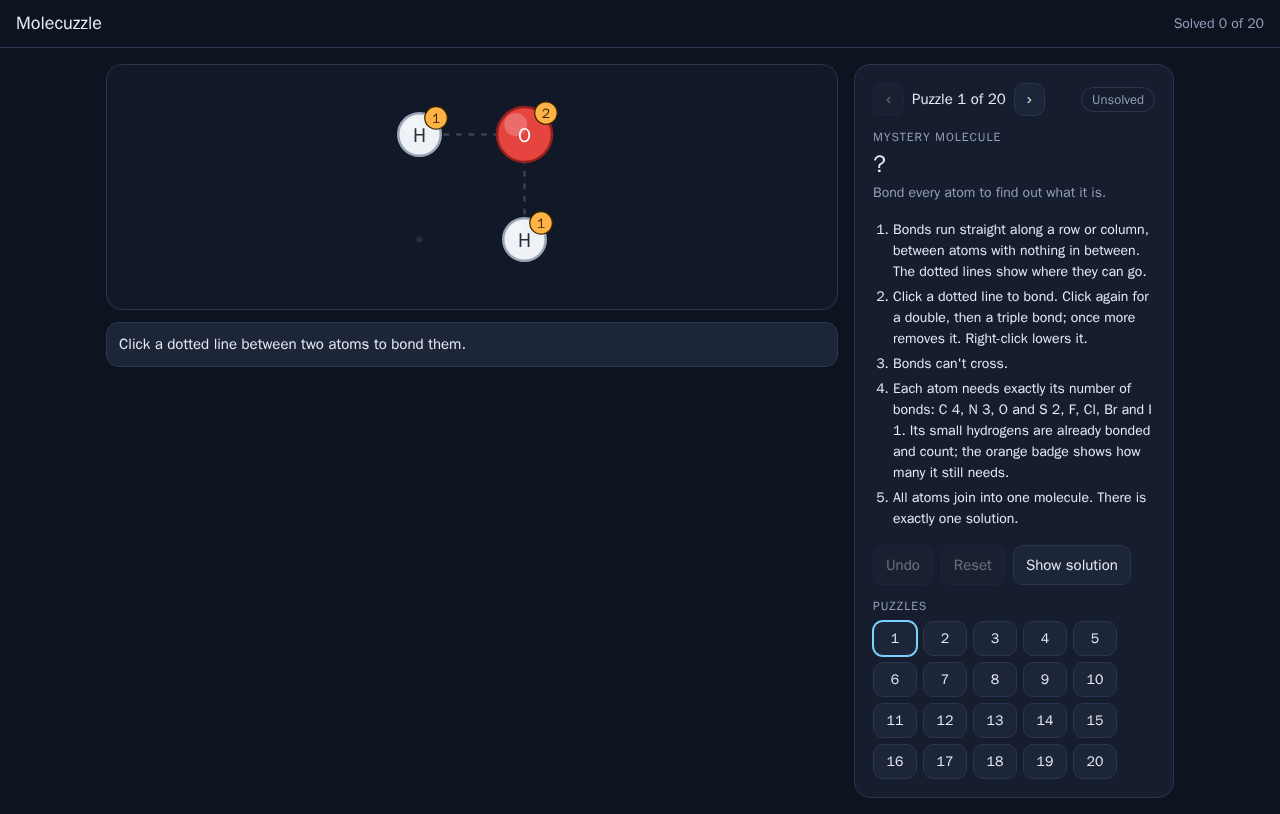 Molecuzzle
Solved 0 of 20
H 1
O 2
H 1
Click a dotted line between two atoms to bond them.
‹ Puzzle 1 of 20 › Unsolved
MYSTERY MOLECULE
?
Bond every atom to find out what it is.
1. Bonds run straight along a row or column,
between atoms with nothing in between.
The dotted lines show where they can go.
2. Click a dotted line to bond. Click again for
a double, then a triple bond; once more
removes it. Right-click lowers it.
3. Bonds can't cross.
4. Each atom needs exactly its number of
bonds: C 4, N 3, O and S 2, F, Cl, Br and I
1. Its small hydrogens are already bonded
and count; the orange badge shows how
many it still needs.
5. All atoms join into one molecule. There is
exactly one solution.
Undo Reset Show solution
PUZZLES
1 2 3 4 5
6 7 8 9 10
11 12 13 14 15
16 17 18 19 20